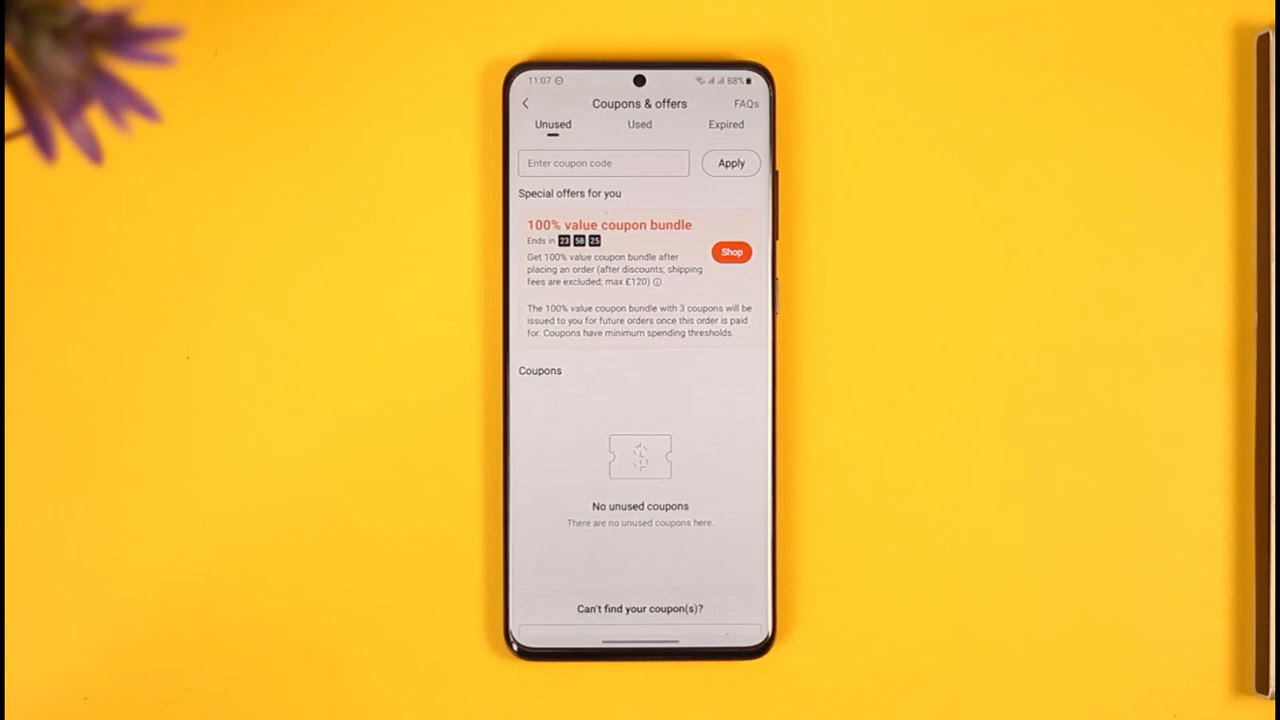 11:07
88%
Coupons & offers
FAQs
Unused
Used
Expired
Enter coupon code
Apply
Special offers for you
100% value coupon bundle
Ends in 23 58 25
Shop
Get 100% value coupon bundle after
placing an order (after discounts; shipping
fees are excluded; max £120)
The 100% value coupon bundle with 3 coupons will be
issued to you for future orders once this order is paid
for. Coupons have minimum spending thresholds.
Coupons
$
No unused coupons
There are no unused coupons here.
Can't find your coupon(s)?